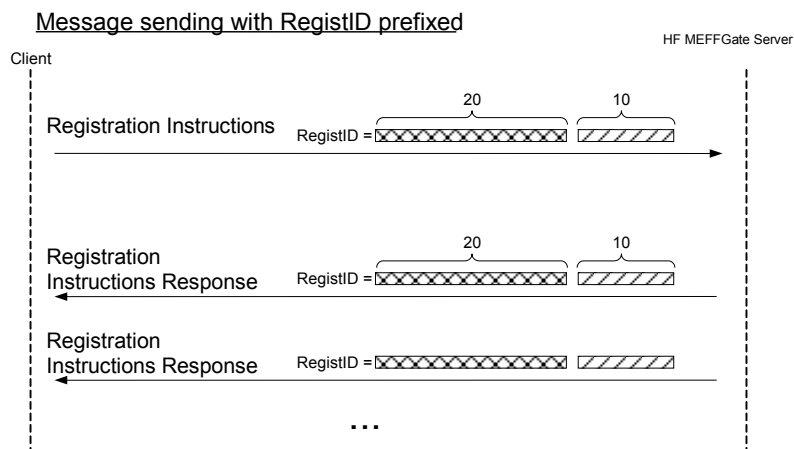 Message sending with RegistID prefixed
HF MEFFGate Server
Client
20 10
Registration Instructions RegistID =
20 10
Registration
Instructions Response RegistID =
Registration
Instructions Response RegistID =
...